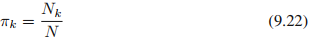 π_k = N_k / N (9.22)